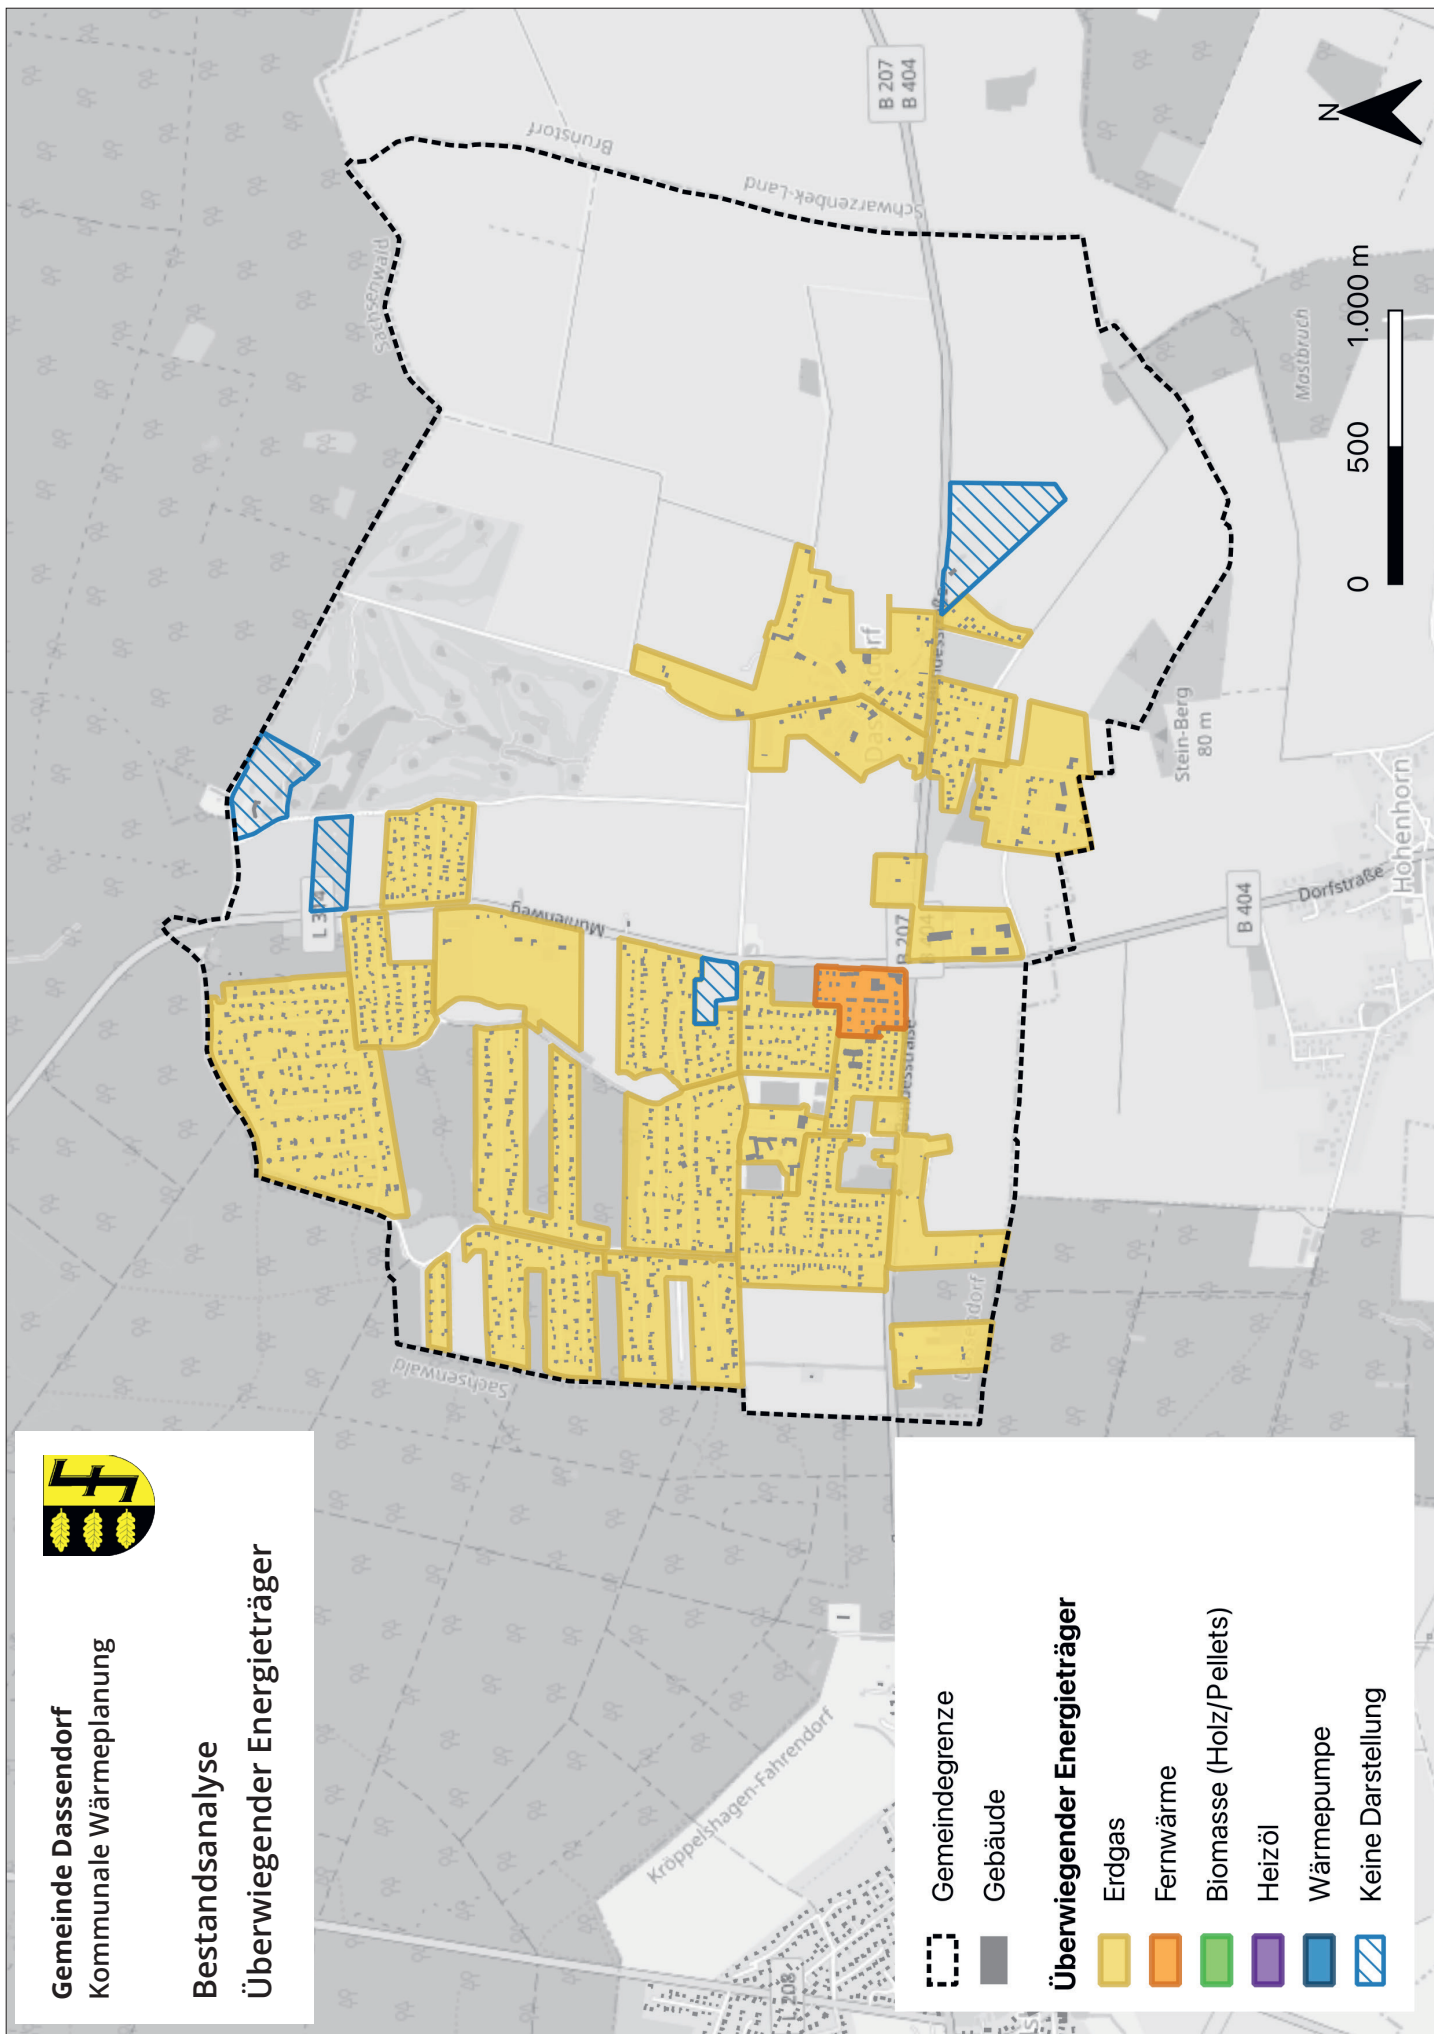 Gemeinde Dassendorf
Kommunale Wärmeplanung
Bestandsanalyse
Überwiegender Energieträger
Gemeindegrenze
Gebäude
Überwiegender Energieträger
Erdgas
Fernwärme
Biomasse (Holz/Pellets)
Heizöl
Wärmepumpe
Keine Darstellung
Sachsenwald
Sachsenwald
Brunstorf
Schwarzenbek-Land
B 207
B 404
Mühlenweg
B 207
Kröppelshagen-Fahrendorf
L 208
Stein-Berg
80 m
Mastbruch
B 404
Dorfstraße
Hohenhorn
N
0
500
1.000 m